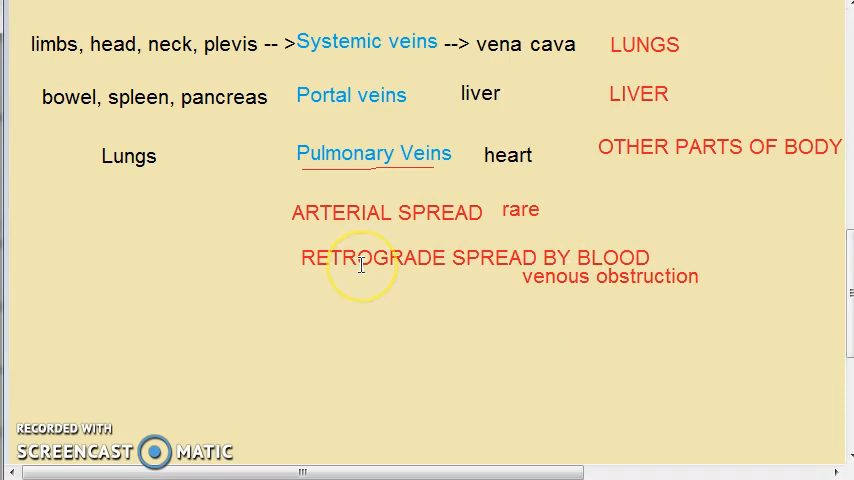 limbs, head, neck, plevis -- >Systemic veins --> vena cava LUNGS
bowel, spleen, pancreas Portal veins liver LIVER
Lungs Pulmonary Veins heart OTHER PARTS OF BODY
ARTERIAL SPREAD rare
RETROGRADE SPREAD BY BLOOD
venous obstruction
RECORDED WITH
SCREENCAST MATIC